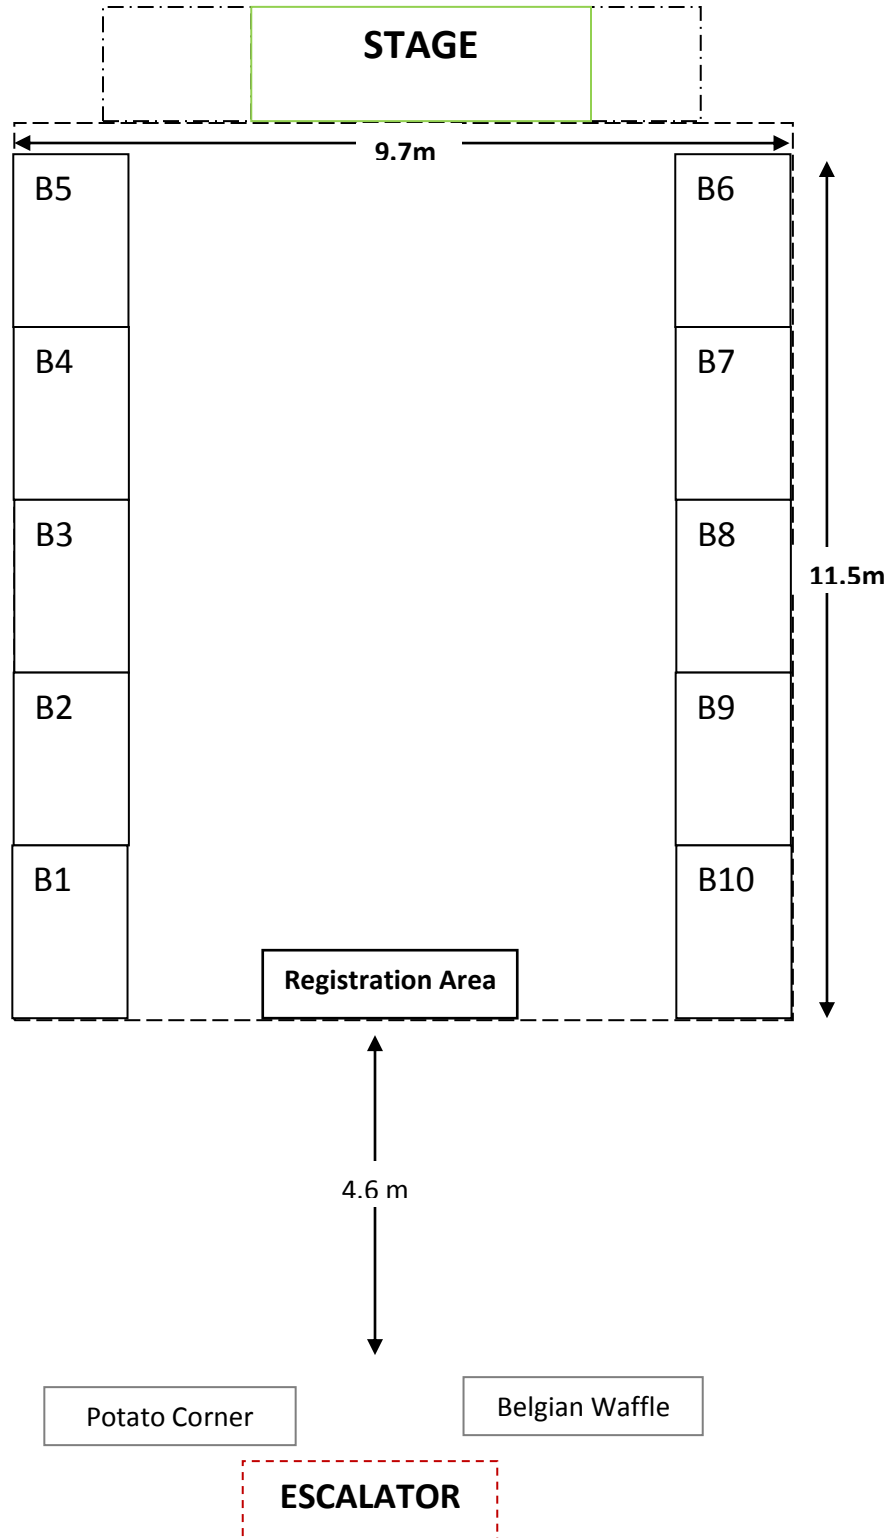 STAGE
9.7m
B5
B6
B4
B7
B3
B8
11.5m
B2
B9
B1
B10
Registration Area
4.6 m
Potato Corner
Belgian Waffle
ESCALATOR